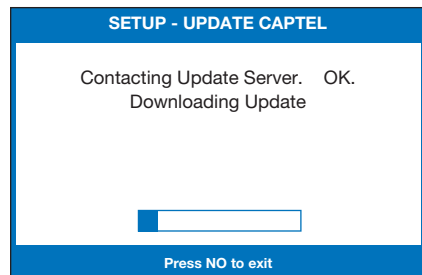 SETUP - UPDATE CAPTEL
Contacting Update Server. OK.
Downloading Update
Press NO to exit